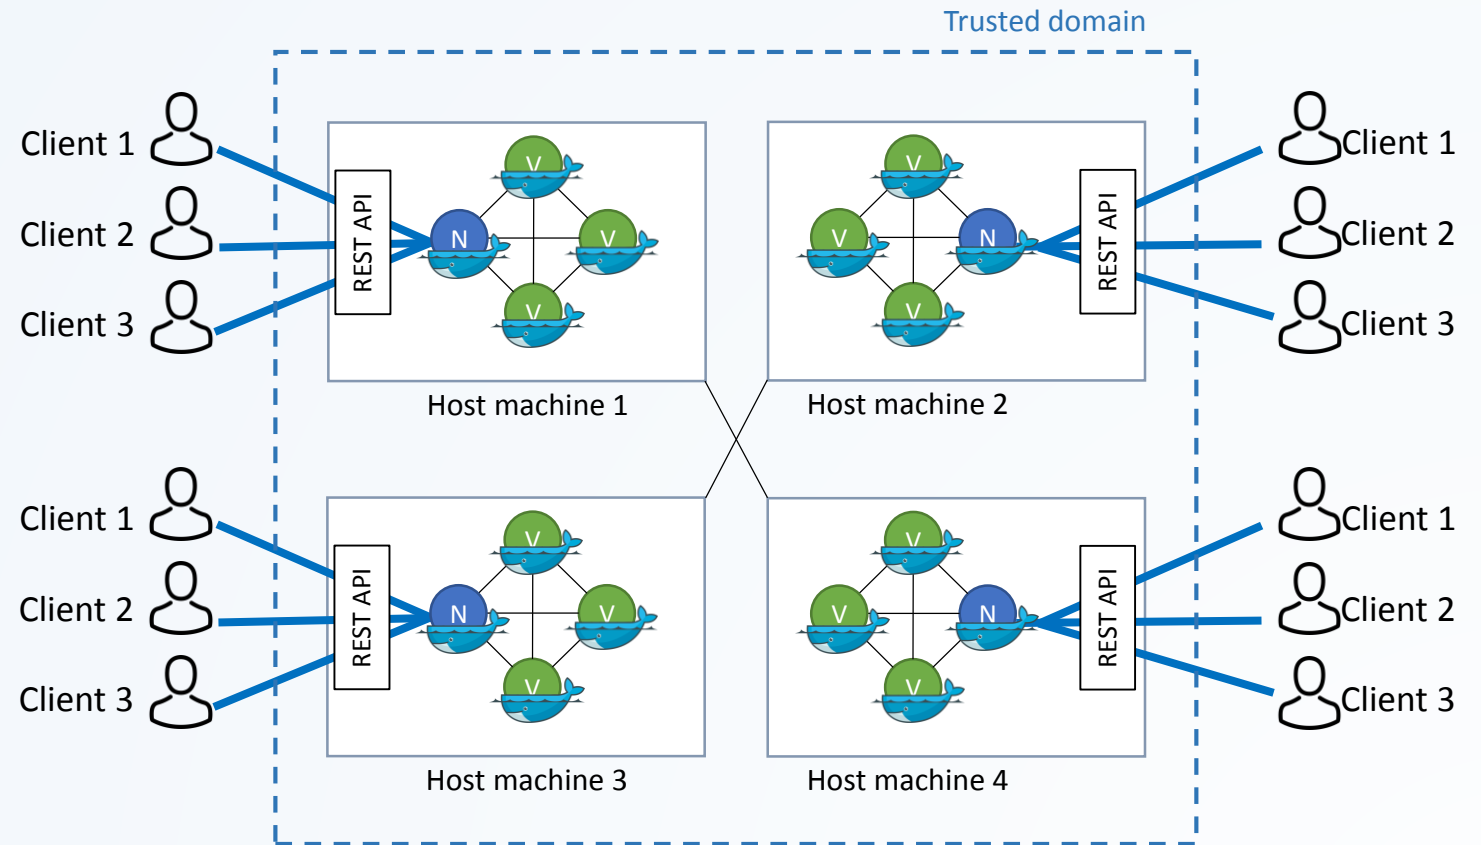 Trusted domain
Client 1
Client 2
Client 3
REST API
V
N
V
V
Host machine 1
V
V
N
V
REST API
Host machine 2
Client 1
Client 2
Client 3
Client 1
Client 2
Client 3
REST API
V
N
V
V
Host machine 3
V
V
N
V
REST API
Host machine 4
Client 1
Client 2
Client 3